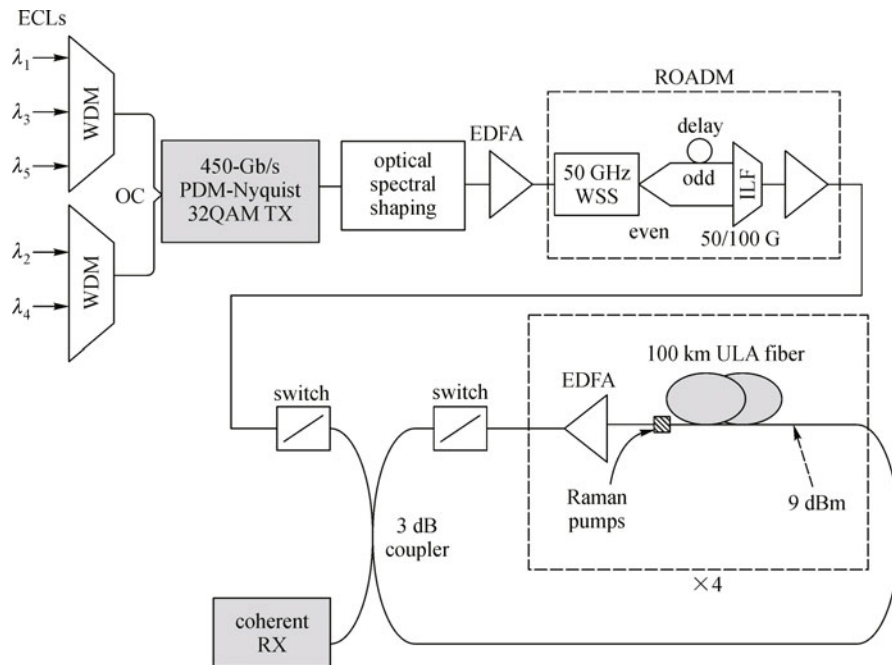 ECLs
λ1
λ3
λ5
WDM
OC
λ2
λ4
WDM
450-Gb/s
PDM-Nyquist
32QAM TX
optical
spectral
shaping
EDFA
ROADM
50 GHz
WSS
delay
odd
even
ILF
50/100 G
switch
switch
3 dB
coupler
coherent
RX
EDFA
100 km ULA fiber
Raman
pumps
9 dBm
×4